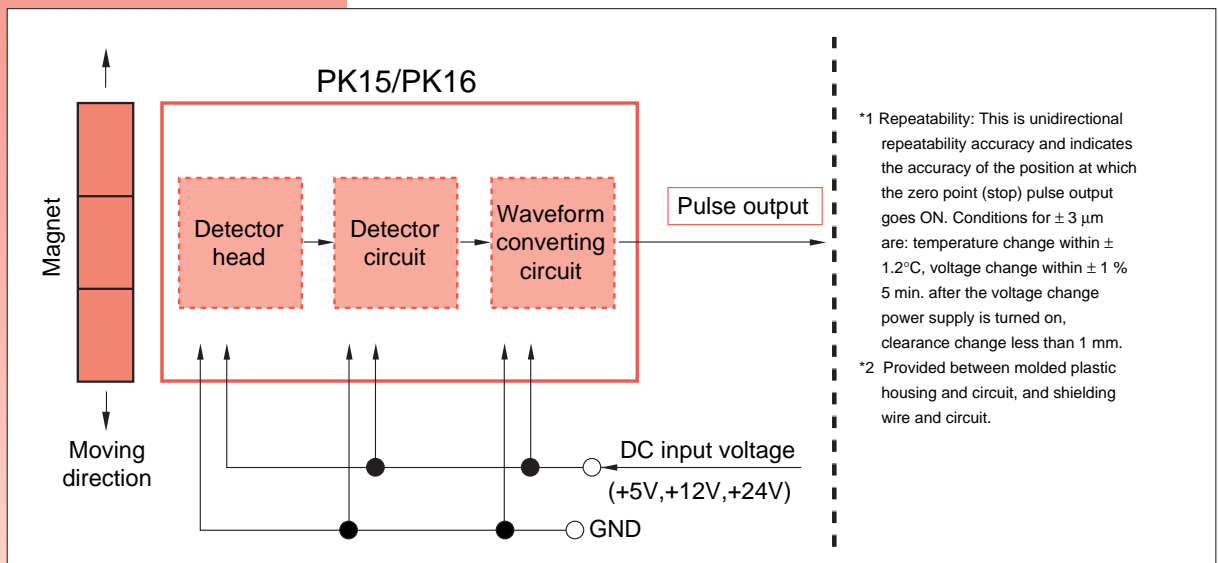 PK15/PK16
Magnet
Detector
head
Detector
circuit
Waveform
converting
circuit
Pulse output
Moving
direction
DC input voltage
(+5V,+12V,+24V)
GND
*1 Repeatability: This is unidirectional
repeatability accuracy and indicates
the accuracy of the position at which
the zero point (stop) pulse output
goes ON. Conditions for ± 3 μm
are: temperature change within ±
1.2°C, voltage change within ± 1 %
5 min. after the voltage change
power supply is turned on,
clearance change less than 1 mm.
*2 Provided between molded plastic
housing and circuit, and shielding
wire and circuit.